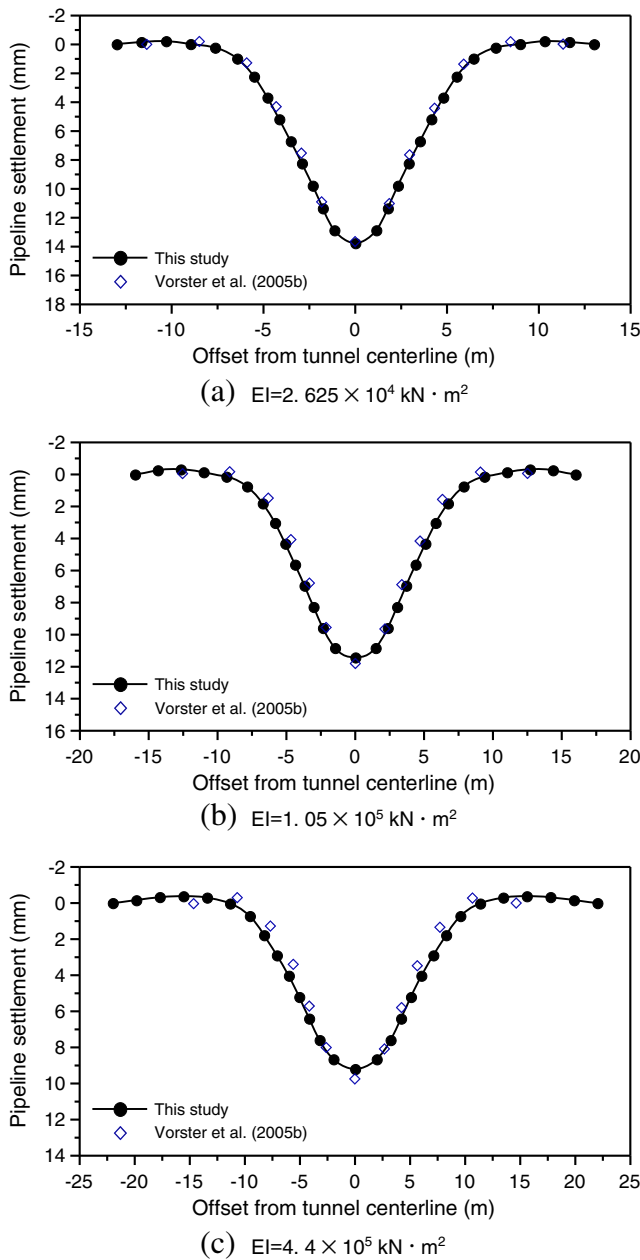 -2
0
2
4
6
8
10
12
14
16
18
Pipeline settlement (mm)
This study
Vorster et al. (2005b)
-15 -10 -5 0 5 10 15
Offset from tunnel centerline (m)
(a) EI=2. 625 × 10⁴ kN · m²
-2
0
2
4
6
8
10
12
14
16
Pipeline settlement (mm)
This study
Vorster et al. (2005b)
-20 -15 -10 -5 0 5 10 15 20
Offset from tunnel centerline (m)
(b) EI=1. 05 × 10⁵ kN · m²
-2
0
2
4
6
8
10
12
14
Pipeline settlement (mm)
This study
Vorster et al. (2005b)
-25 -20 -15 -10 -5 0 5 10 15 20 25
Offset from tunnel centerline (m)
(c) EI=4. 4 × 10⁵ kN · m²